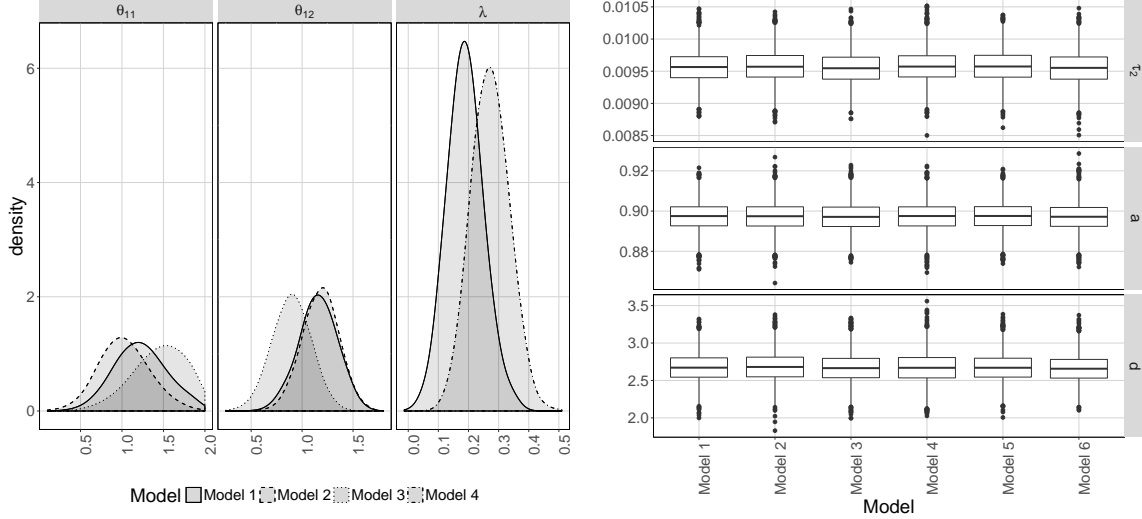 θ11 θ12 λ
density
6
4
2
0
0.5 1.0 1.5 2.0
0.5 1.0 1.5
0.0 0.1 0.2 0.3 0.4 0.5
Model Model 1 Model 2 Model 3 Model 4
0.0105
0.0100
0.0095
0.0090
0.0085
τ2
0.92
0.90
0.88
a
3.5
3.0
2.5
2.0
d
Model 1 Model 2 Model 3 Model 4 Model 5 Model 6
Model